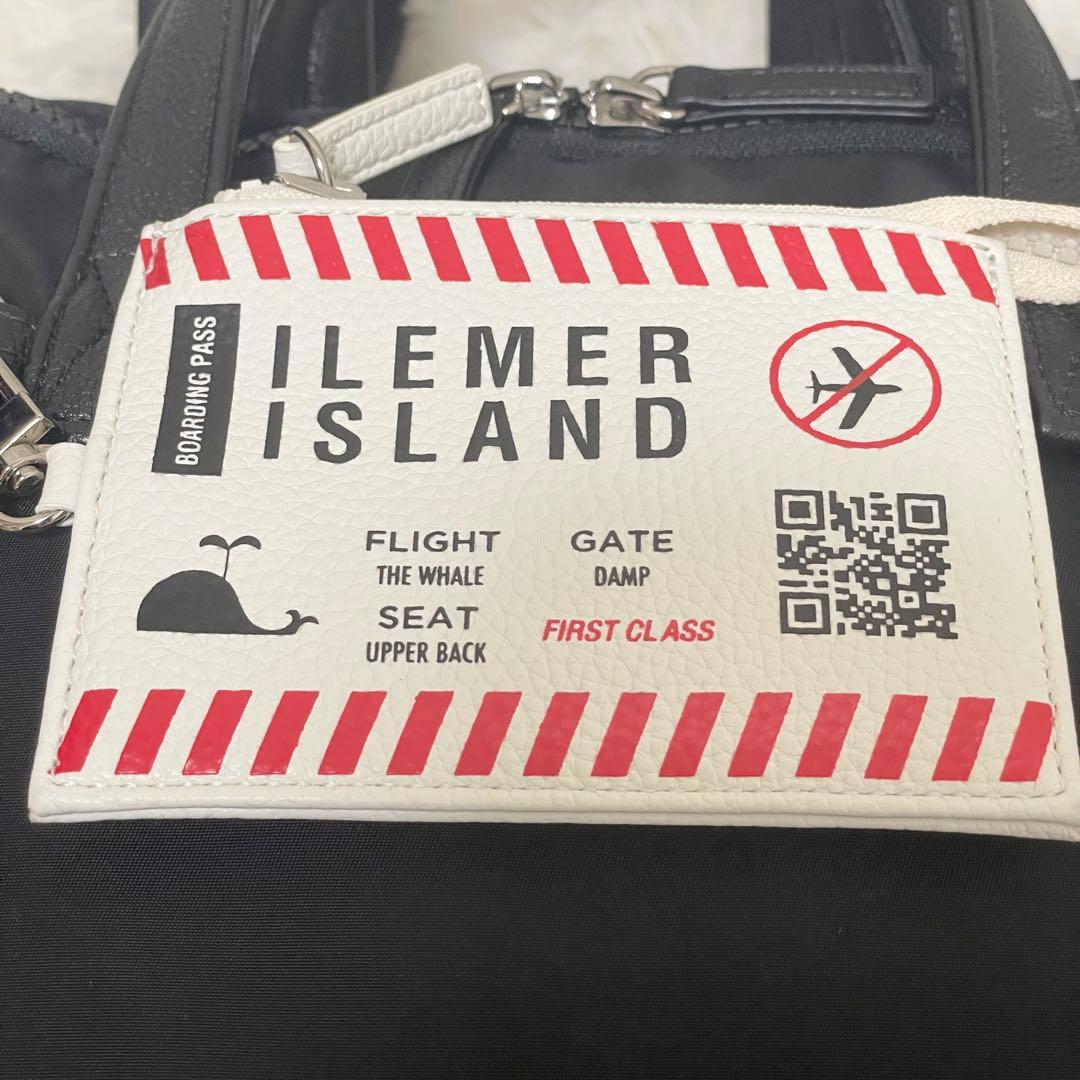 BOARDING PASS
ILEMER
ISLAND
FLIGHT
THE WHALE
GATE
DAMP
SEAT
UPPER BACK
FIRST CLASS